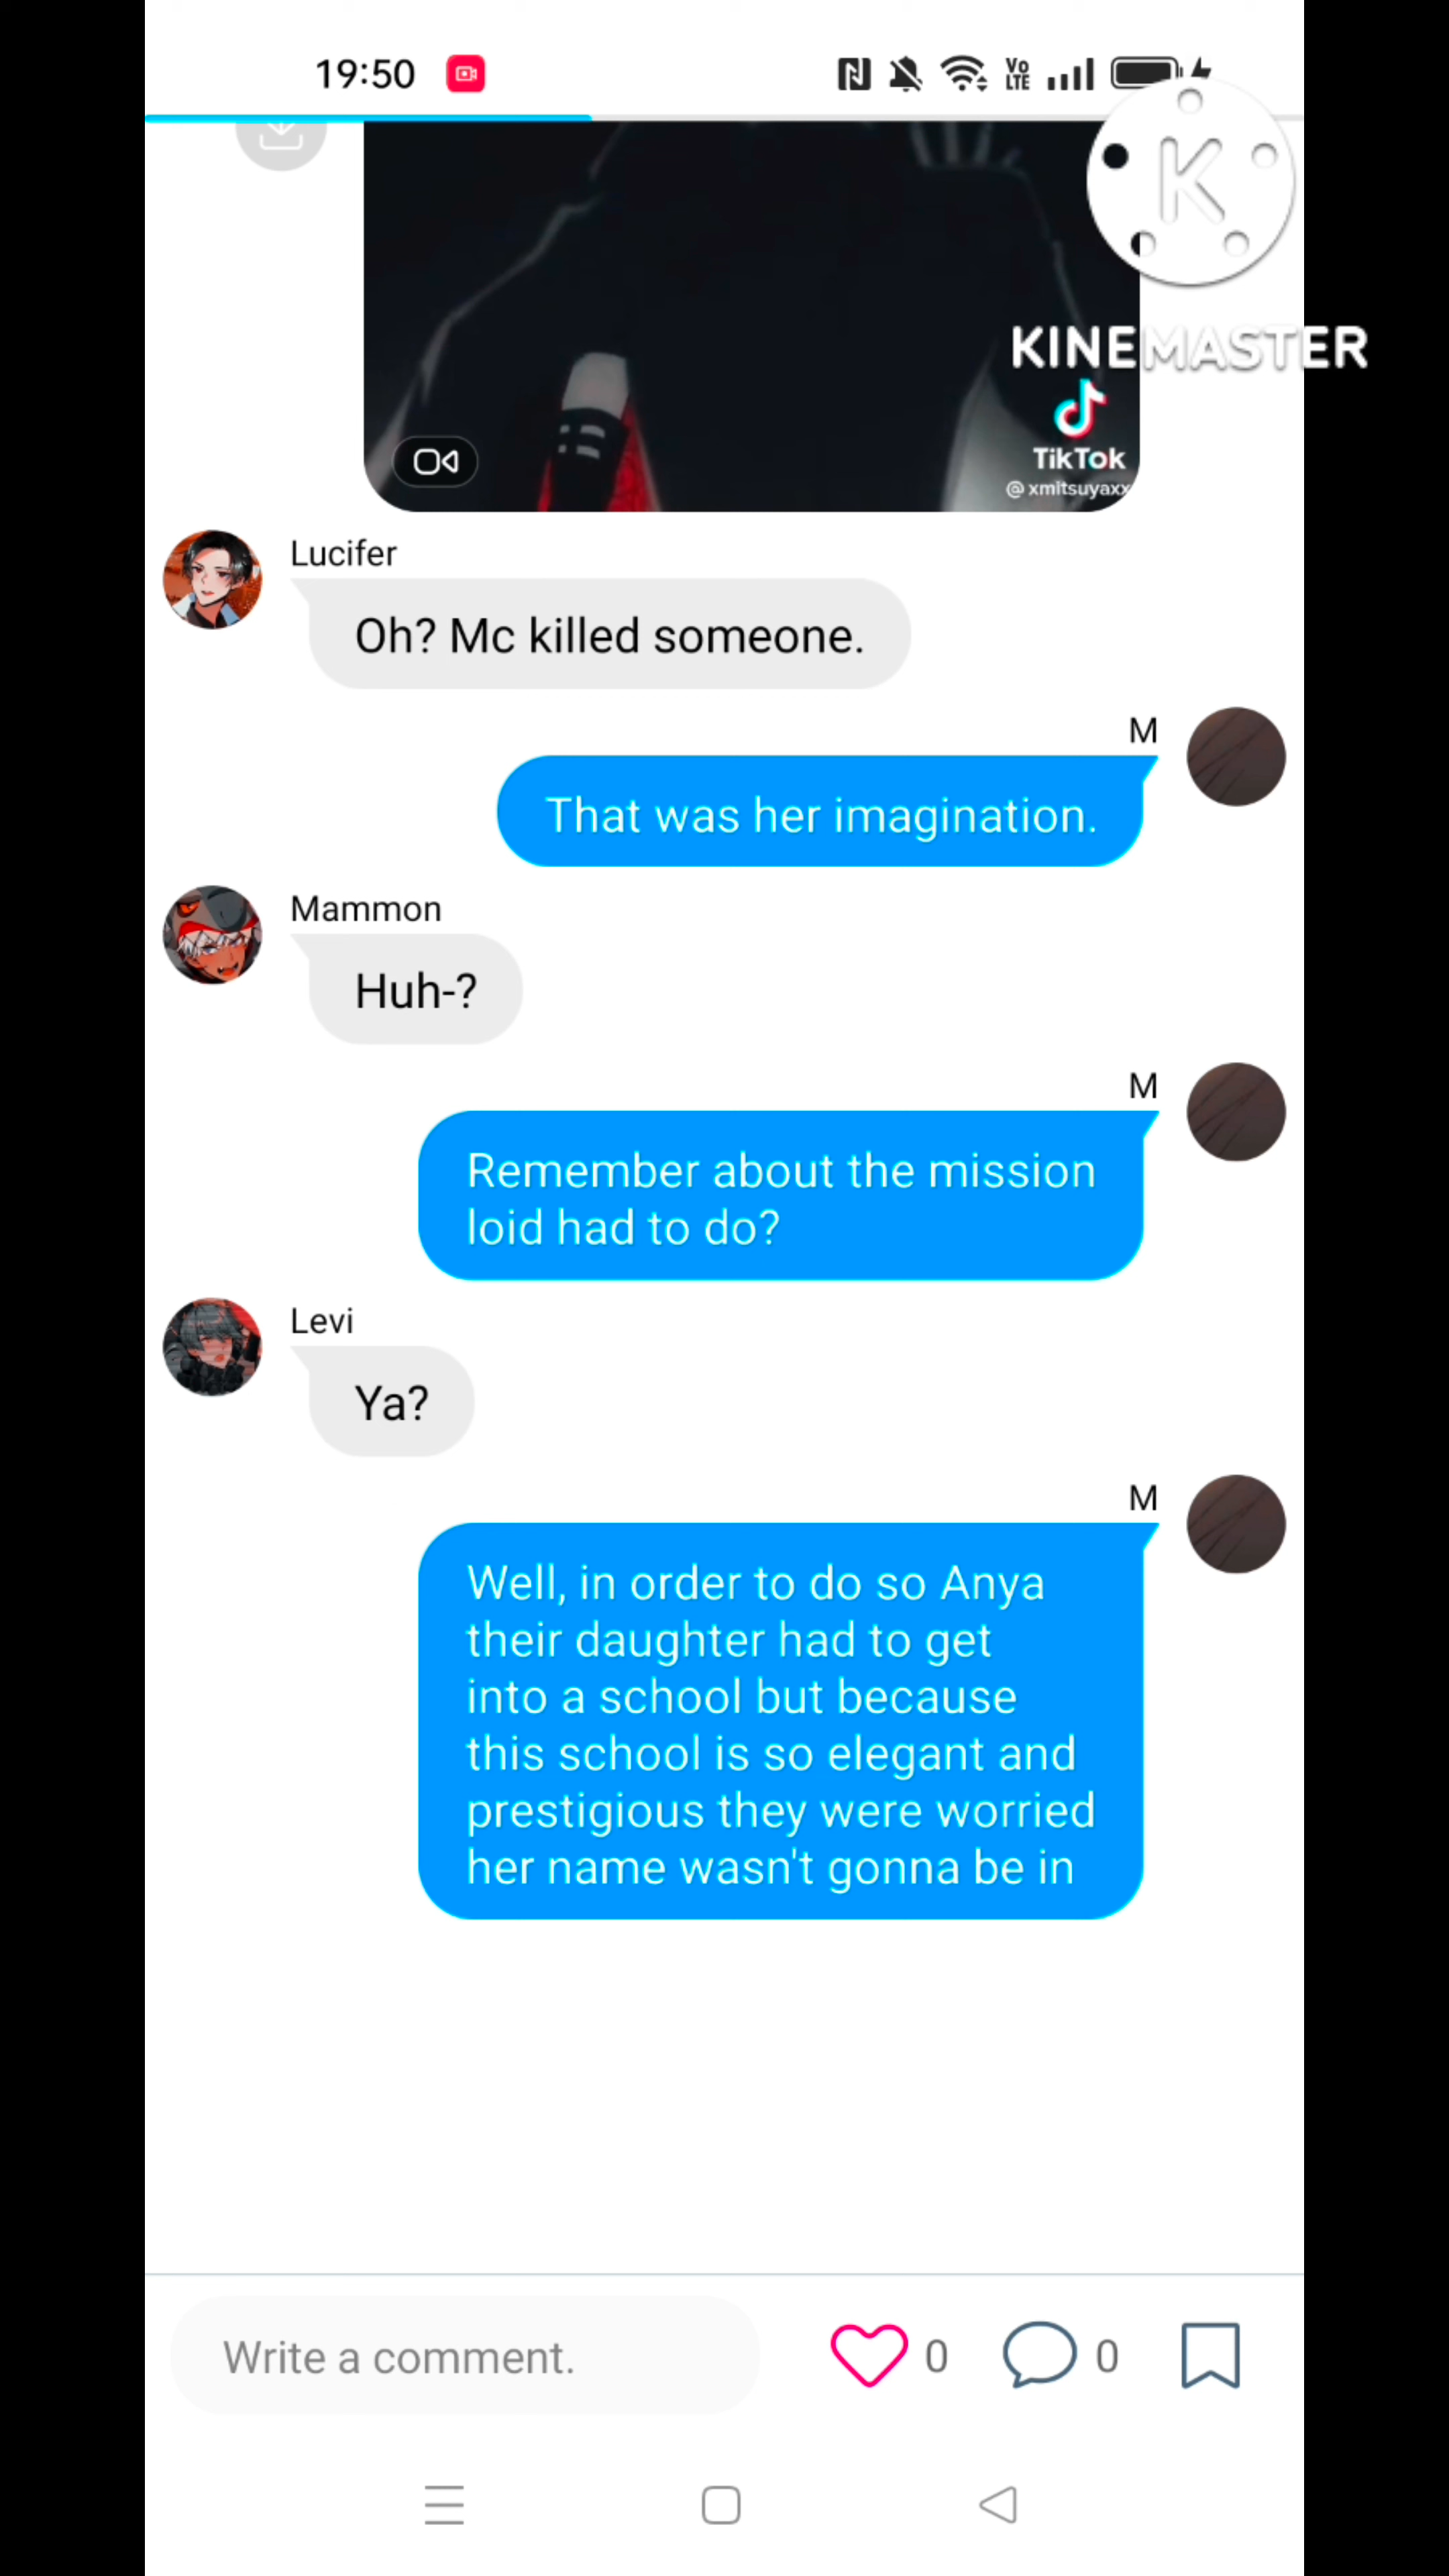 19:50
Vo
LTE
K
KINEMASTER
TikTok
@xmitsuyaxx
Lucifer
Oh? Mc killed someone.
M
That was her imagination.
Mammon
Huh-?
M
Remember about the mission
loid had to do?
Levi
Ya?
M
Well, in order to do so Anya
their daughter had to get
into a school but because
this school is so elegant and
prestigious they were worried
her name wasn't gonna be in
Write a comment.
0
0